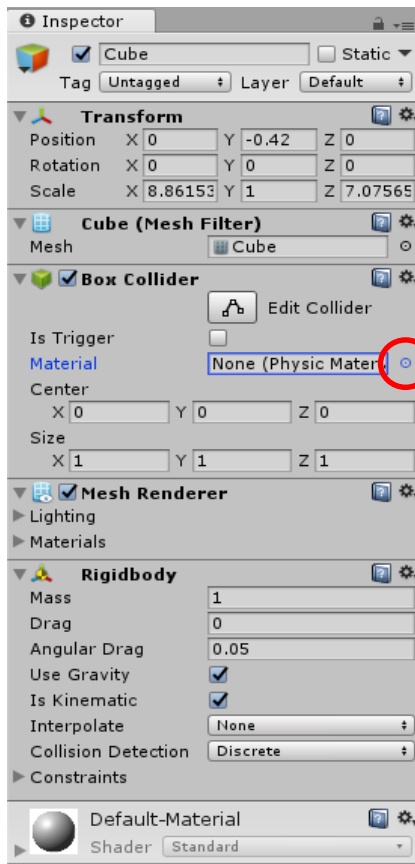 Inspector
Cube Static
Tag Untagged Layer Default
Transform
Position X 0 Y -0.42 Z 0
Rotation X 0 Y 0 Z 0
Scale X 8.86153 Y 1 Z 7.07565
Cube (Mesh Filter)
Mesh Cube
Box Collider
Edit Collider
Is Trigger
Material None (Physic Mater
Center
X 0 Y 0 Z 0
Size
X 1 Y 1 Z 1
Mesh Renderer
Lighting
Materials
Rigidbody
Mass 1
Drag 0
Angular Drag 0.05
Use Gravity
Is Kinematic
Interpolate None
Collision Detection Discrete
Constraints
Default-Material
Shader Standard